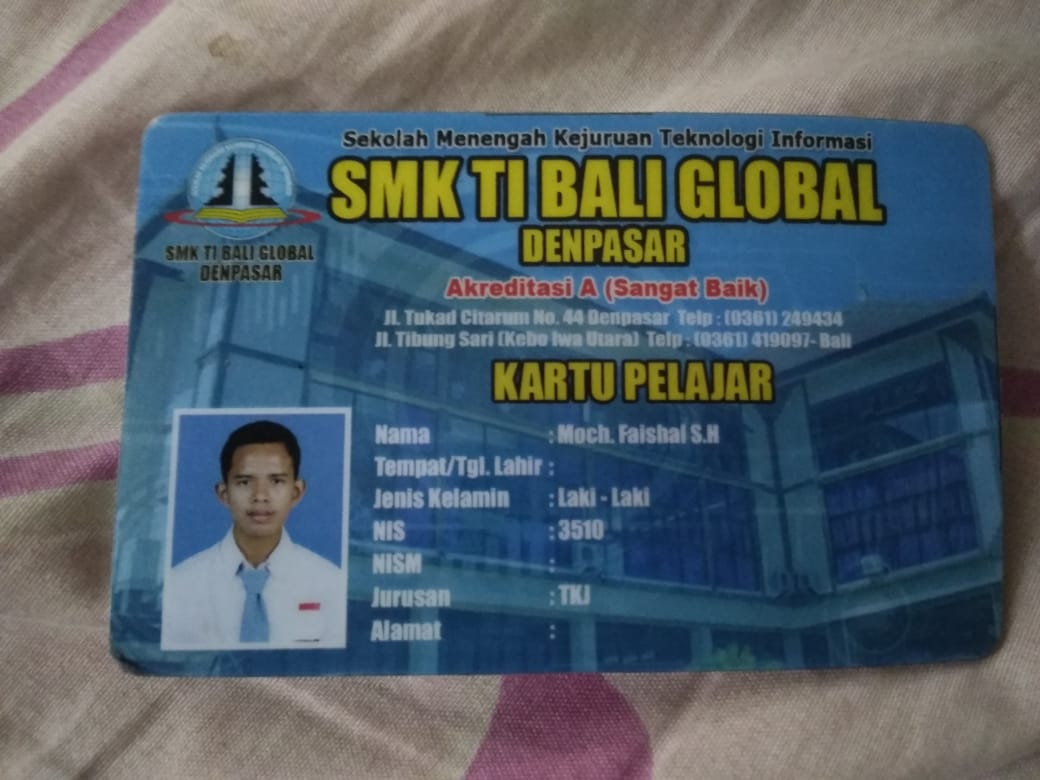 Sekolah Menengah Kejuruan Teknologi Informasi
SMK TI BALI GLOBAL
DENPASAR
SMK TI BALI GLOBAL
DENPASAR
Akreditasi A (Sangat Baik)
Jl. Tukad Citarum No. 44 Denpasar Telp : (0361) 249434
Jl. Tibung Sari (Kebo Iwa Utara) Telp : (0361) 419097- Bali
KARTU PELAJAR
Nama : Moch. Faishal S.H
Tempat/Tgl. Lahir :
Jenis Kelamin : Laki - Laki
NIS : 3510
NISM :
Jurusan : TKJ
Alamat :